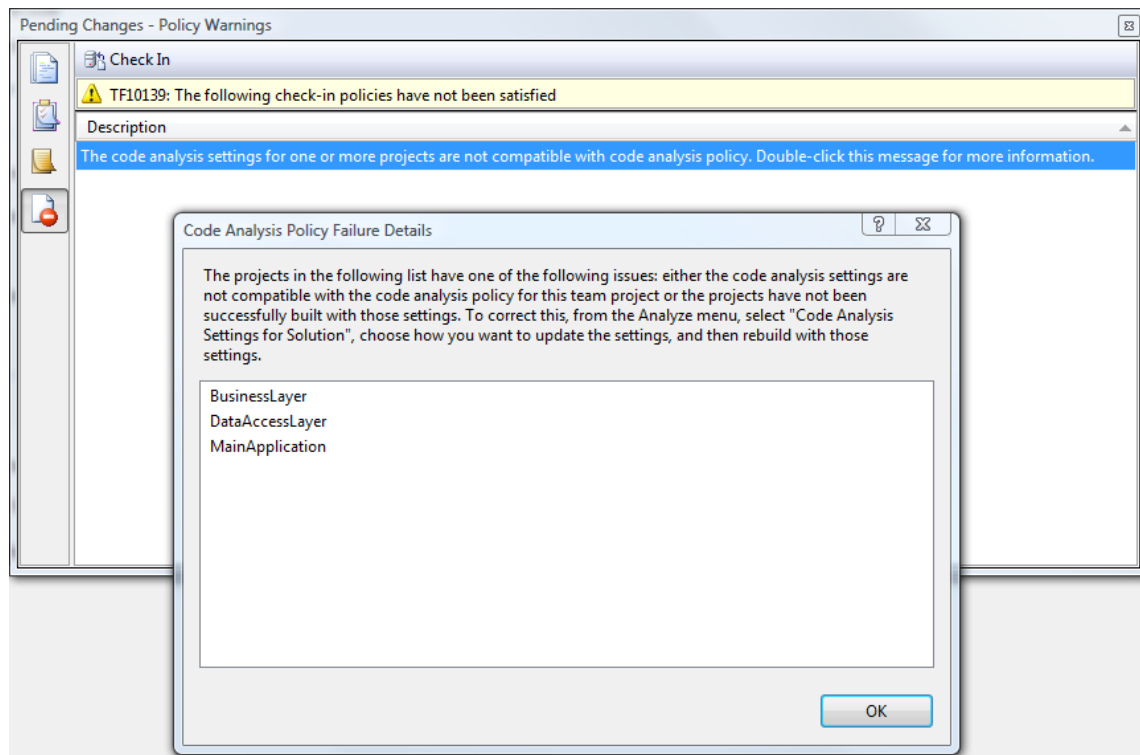 Pending Changes - Policy Warnings
Check In
TF10139: The following check-in policies have not been satisfied
Description
The code analysis settings for one or more projects are not compatible with code analysis policy. Double-click this message for more information.
Code Analysis Policy Failure Details
The projects in the following list have one of the following issues: either the code analysis settings are
not compatible with the code analysis policy for this team project or the projects have not been
successfully built with those settings. To correct this, from the Analyze menu, select "Code Analysis
Settings for Solution", choose how you want to update the settings, and then rebuild with those
settings.
BusinessLayer
DataAccessLayer
MainApplication
OK